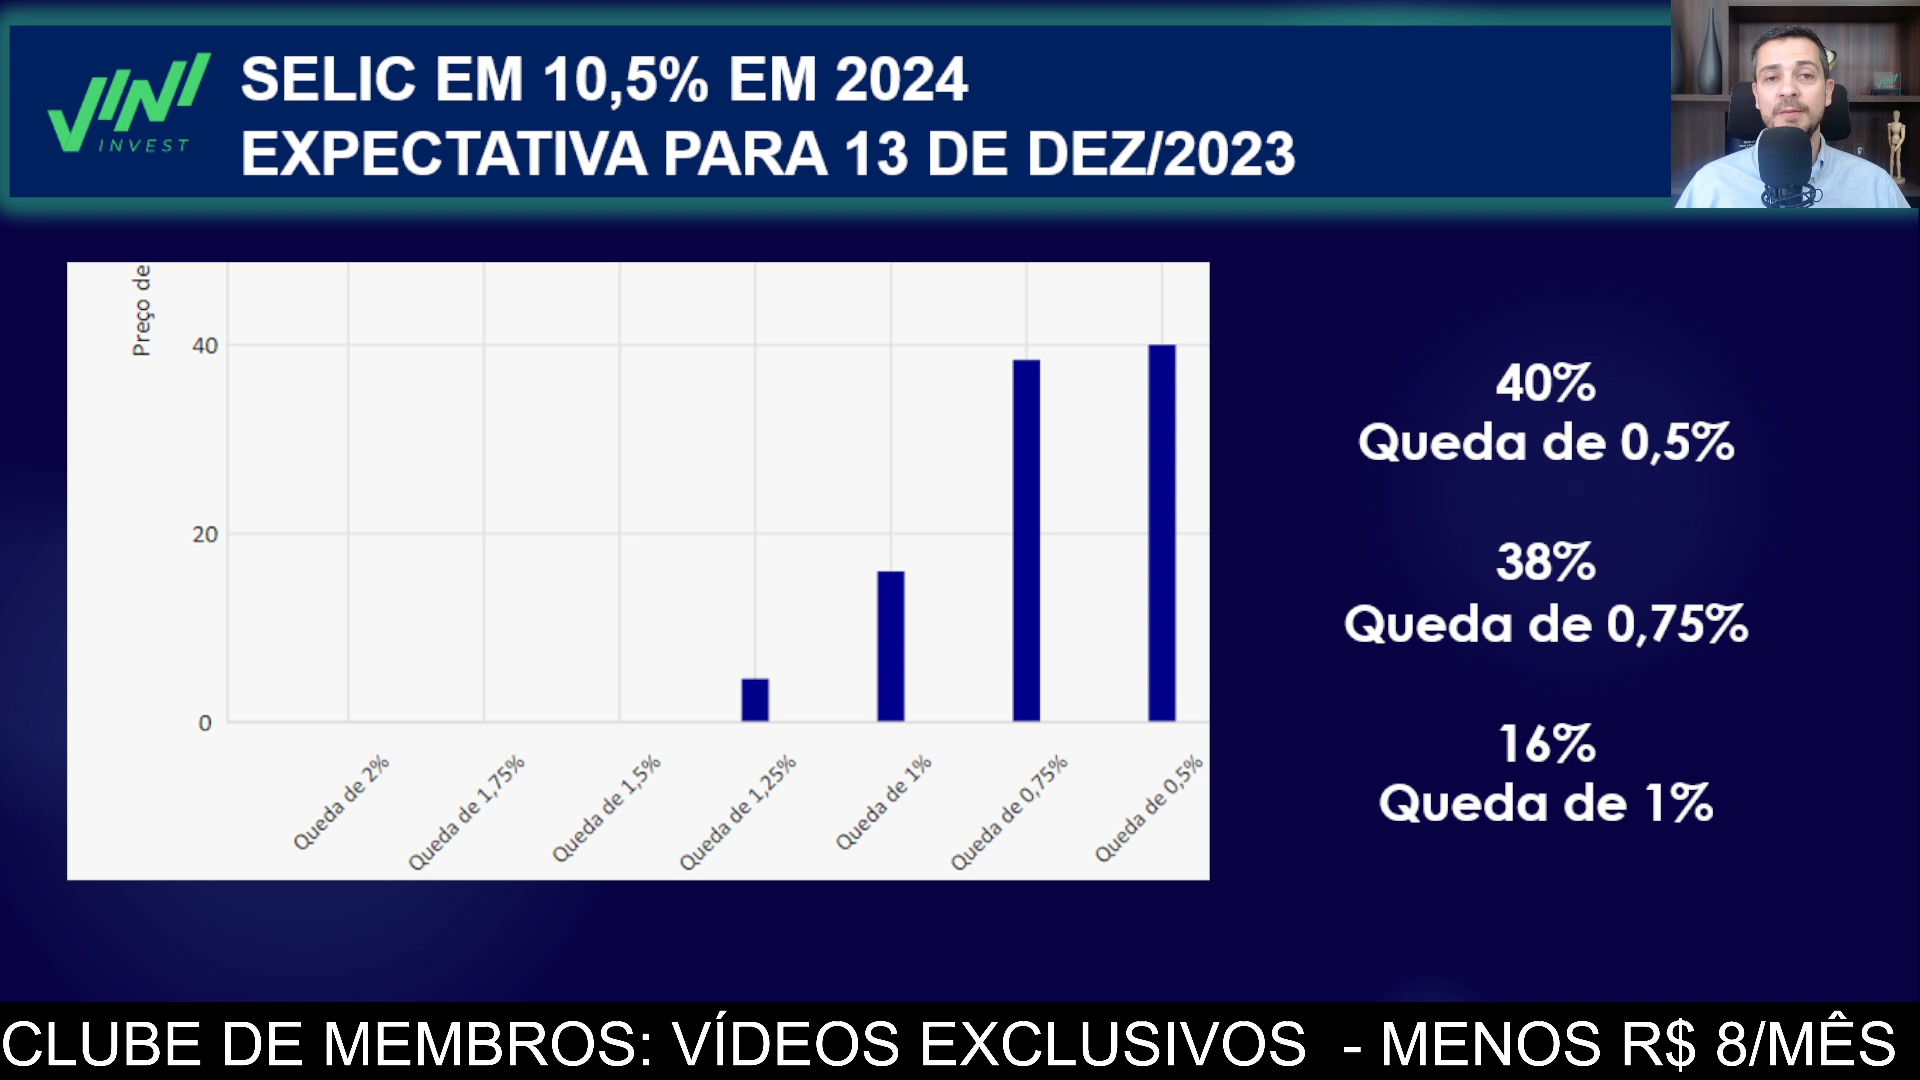 VINI
INVEST
SELIC EM 10,5% EM 2024
EXPECTATIVA PARA 13 DE DEZ/2023
Preço de
40
20
0
Queda de 2%
Queda de 1,75%
Queda de 1,5%
Queda de 1,25%
Queda de 1%
Queda de 0,75%
Queda de 0,5%
40%
Queda de 0,5%
38%
Queda de 0,75%
16%
Queda de 1%
CLUBE DE MEMBROS: VÍDEOS EXCLUSIVOS - MENOS R$ 8/MÊS